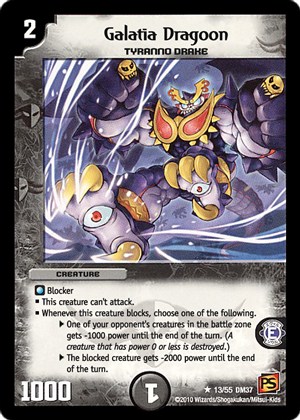 2
Galatia Dragoon
TYRANNO DRAKE
CREATURE
Blocker
This creature can't attack.
Whenever this creature blocks, choose one of the following.
One of your opponent's creatures in the battle zone
gets -1000 power until the end of the turn. (A
creature that has power 0 or less is destroyed.)
The blocked creature gets -2000 power until the end
of the turn.
E
1000
1
★ 13/55 DM37
©2010 Wizards/Shogakukan/Mitsui-Kids
PS